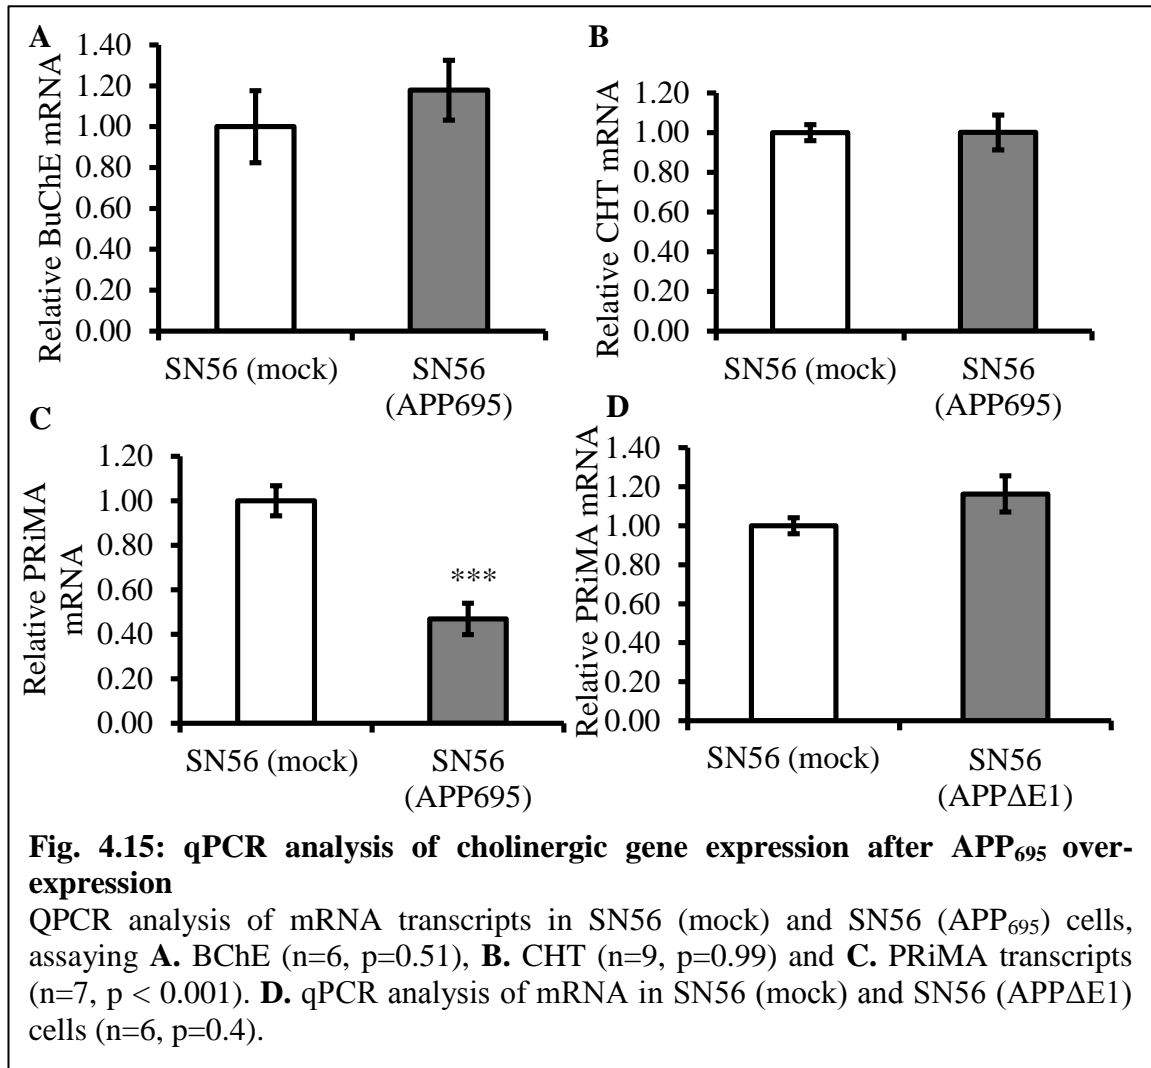 A
Relative BuChE mRNA
1.40
1.20
1.00
0.80
0.60
0.40
0.20
0.00
SN56 (mock)
SN56
(APP695)
B
Relative CHT mRNA
1.20
1.00
0.80
0.60
0.40
0.20
0.00
SN56 (mock)
SN56
(APP695)
C
Relative PRiMA
mRNA
1.20
1.00
0.80
0.60
0.40
0.20
0.00
***
SN56 (mock)
SN56
(APP695)
D
Relative PRiMA mRNA
1.40
1.20
1.00
0.80
0.60
0.40
0.20
0.00
SN56 (mock)
SN56
(APPΔE1)
Fig. 4.15: qPCR analysis of cholinergic gene expression after APP₆₉₅ over-
expression
QPCR analysis of mRNA transcripts in SN56 (mock) and SN56 (APP₆₉₅) cells,
assaying A. BChE (n=6, p=0.51), B. CHT (n=9, p=0.99) and C. PRiMA transcripts
(n=7, p < 0.001). D. qPCR analysis of mRNA in SN56 (mock) and SN56 (APPΔE1)
cells (n=6, p=0.4).